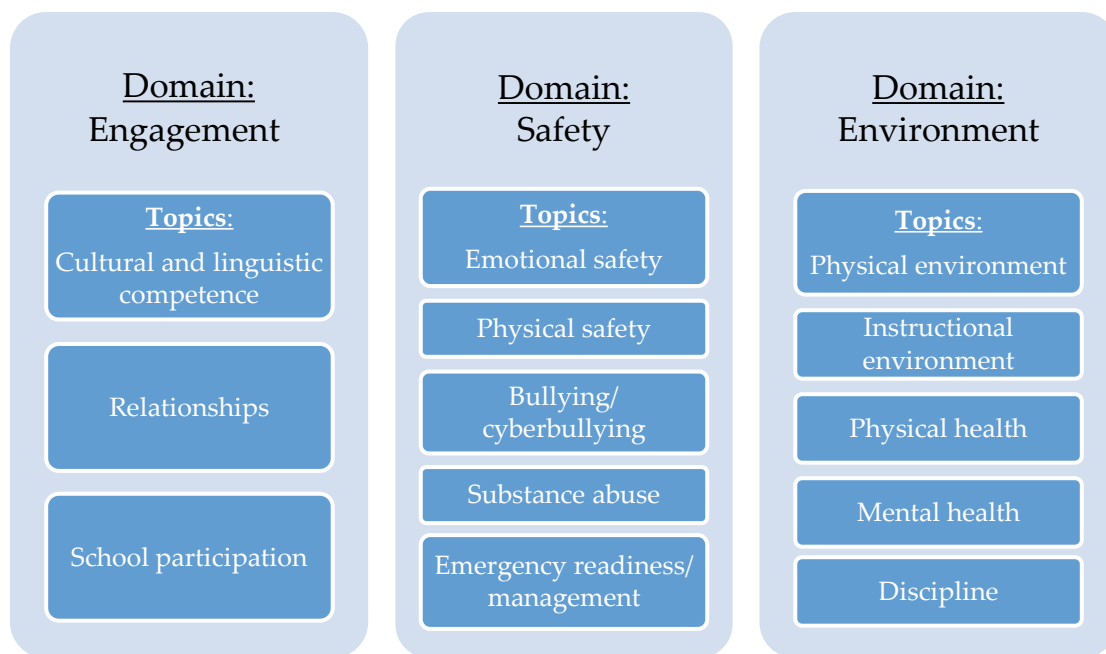 Domain:
Engagement
Topics:
Cultural and linguistic
competence
Relationships
School participation
Domain:
Safety
Topics:
Emotional safety
Physical safety
Bullying/
cyberbullying
Substance abuse
Emergency readiness/
management
Domain:
Environment
Topics:
Physical environment
Instructional
environment
Physical health
Mental health
Discipline